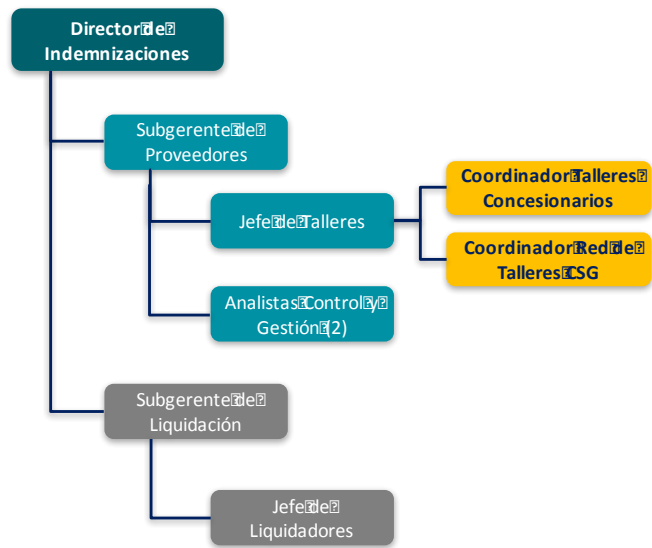 Director de
Indemnizaciones
Subgerente de
Proveedores
Coordinador Talleres
Concesionarios
Jefe de Talleres
Coordinador Red de
Talleres CSG
Analistas Control y
Gestión (2)
Subgerente de
Liquidación
Jefe de
Liquidadores